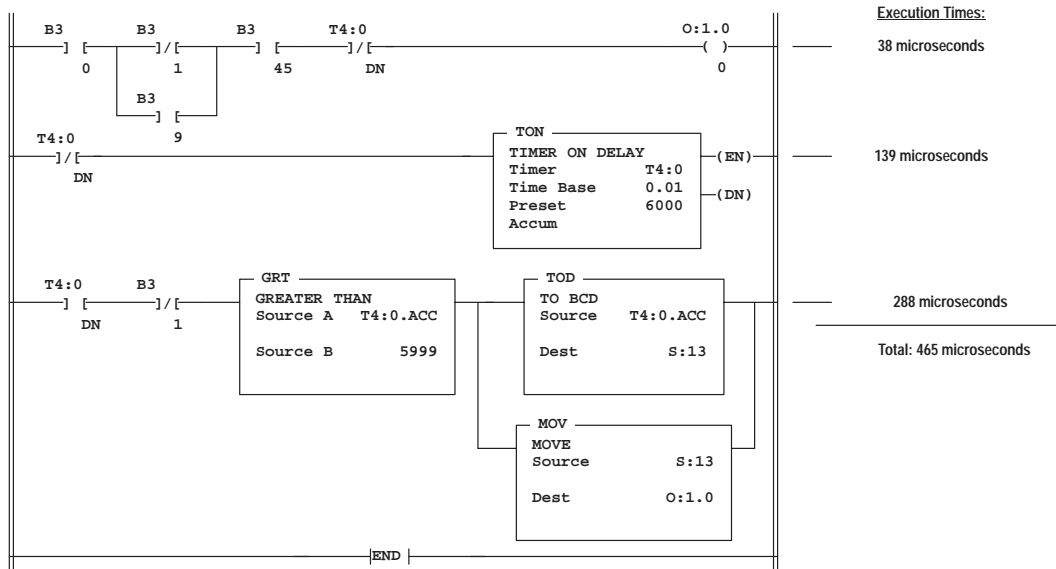 Execution Times:
B3 B3 B3 T4:0 O:1.0
] [ ]/[ ] [ ]/[ ( ) 38 microseconds
0 1 45 DN 0
B3
] [
9
T4:0 TON
]/[ TIMER ON DELAY (EN) 139 microseconds
DN Timer T4:0
Time Base 0.01 (DN)
Preset 6000
Accum
T4:0 B3 GRT TOD
] [ ]/[ GREATER THAN TO BCD 288 microseconds
DN 1 Source A T4:0.ACC Source T4:0.ACC
Source B 5999 Dest S:13 Total: 465 microseconds
MOV
MOVE
Source S:13
Dest O:1.0
END